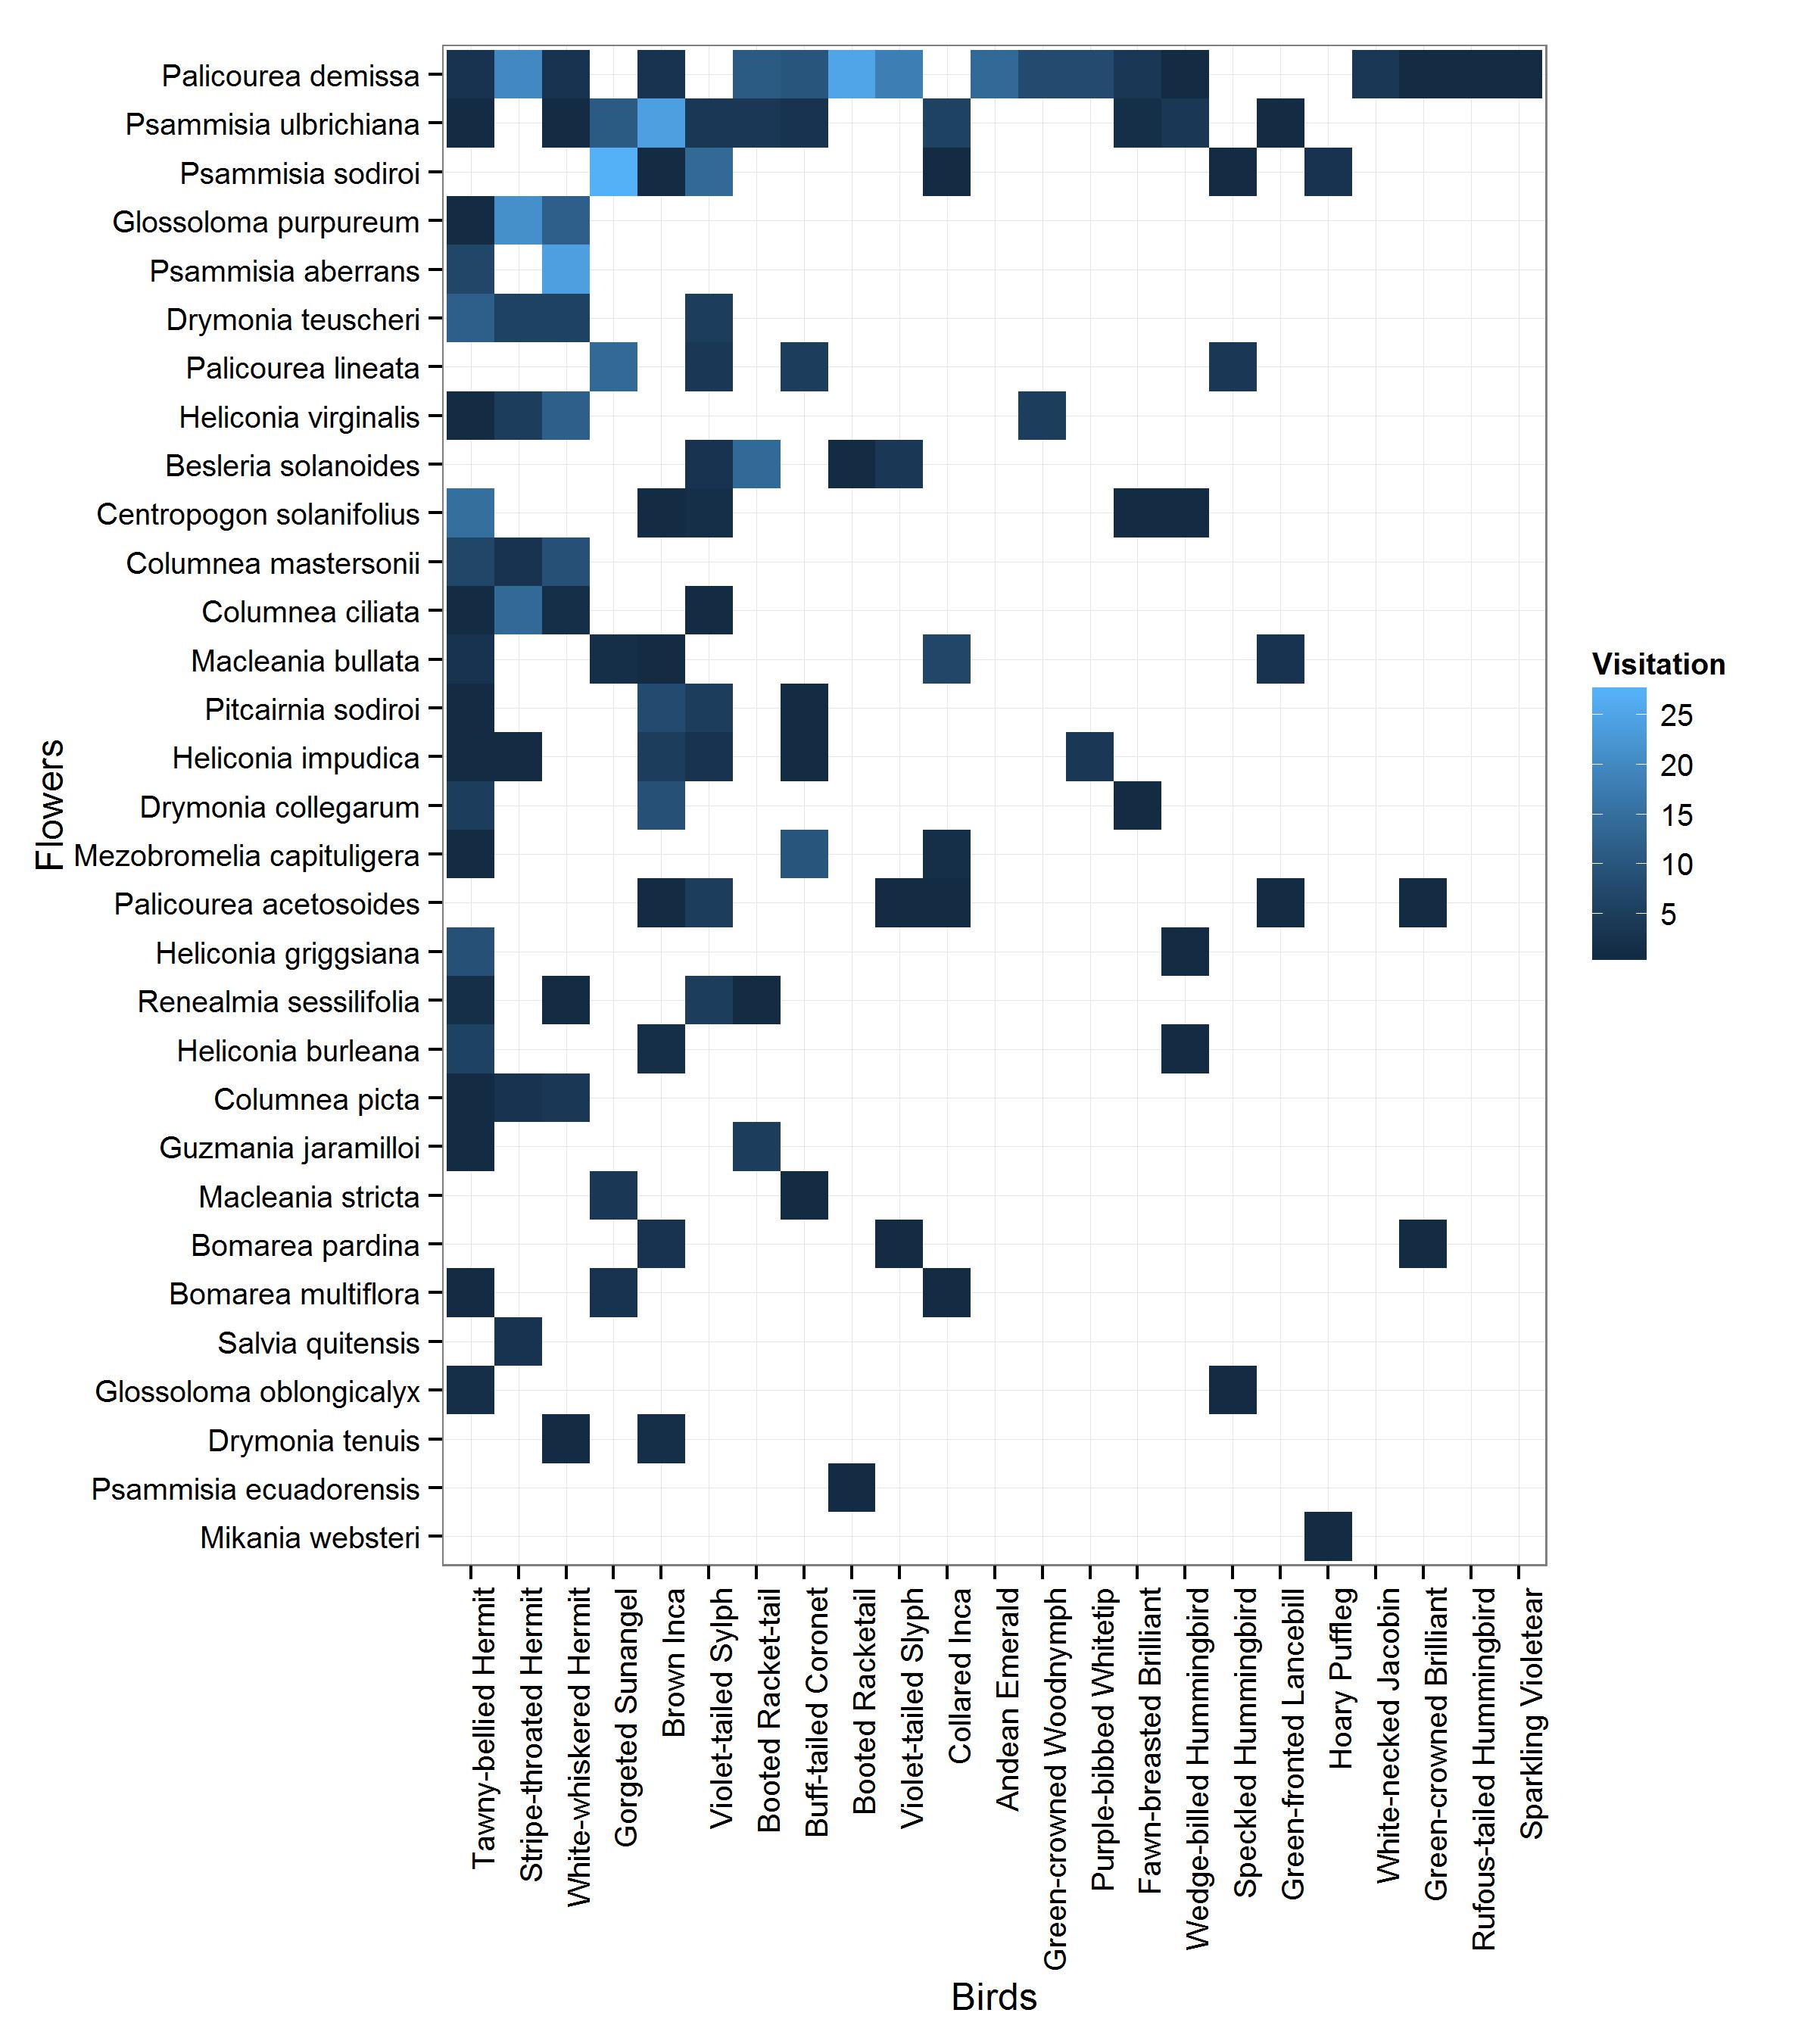 Palicourea demissa
Psammisia ulbrichiana
Psammisia sodiroi
Glossoloma purpureum
Psammisia aberrans
Drymonia teuscheri
Palicourea lineata
Heliconia virginalis
Besleria solanoides
Centropogon solanifolius
Columnea mastersonii
Columnea ciliata
Macleania bullata
Pitcairnia sodiroi
Heliconia impudica
Drymonia collegarum
Mezobromelia capituligera
Palicourea acetosoides
Heliconia griggsiana
Renealmia sessilifolia
Heliconia burleana
Columnea picta
Guzmania jaramilloi
Macleania stricta
Bomarea pardina
Bomarea multiflora
Salvia quitensis
Glossoloma oblongicalyx
Drymonia tenuis
Psammisia ecuadorensis
Mikania websteri
Flowers
Tawny-bellied Hermit
Stripe-throated Hermit
White-whiskered Hermit
Gorgeted Sunangel
Brown Inca
Violet-tailed Sylph
Booted Racket-tail
Buff-tailed Coronet
Booted Racketail
Violet-tailed Slyph
Collared Inca
Andean Emerald
Green-crowned Woodnymph
Purple-bibbed Whitetip
Fawn-breasted Brilliant
Wedge-billed Hummingbird
Speckled Hummingbird
Green-fronted Lancebill
Hoary Puffleg
White-necked Jacobin
Green-crowned Brilliant
Rufous-tailed Hummingbird
Sparkling Violetear
Birds
Visitation
25
20
15
10
5